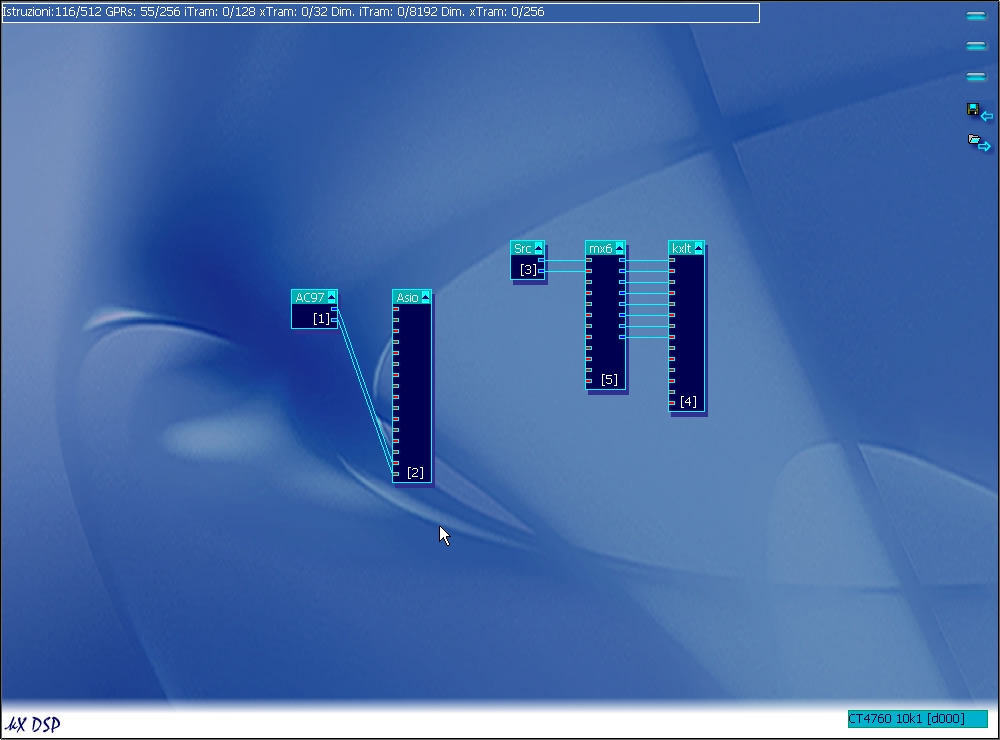 Istruzioni:116/512 GPRs: 55/256 iTram: 0/128 xTram: 0/32 Dim. iTram: 0/8192 Dim. xTram: 0/256
Src
[3]
mx6
[5]
kxlt
[4]
AC97
[1]
Asio
[2]
kX DSP
CT4760 10k1 [d000]